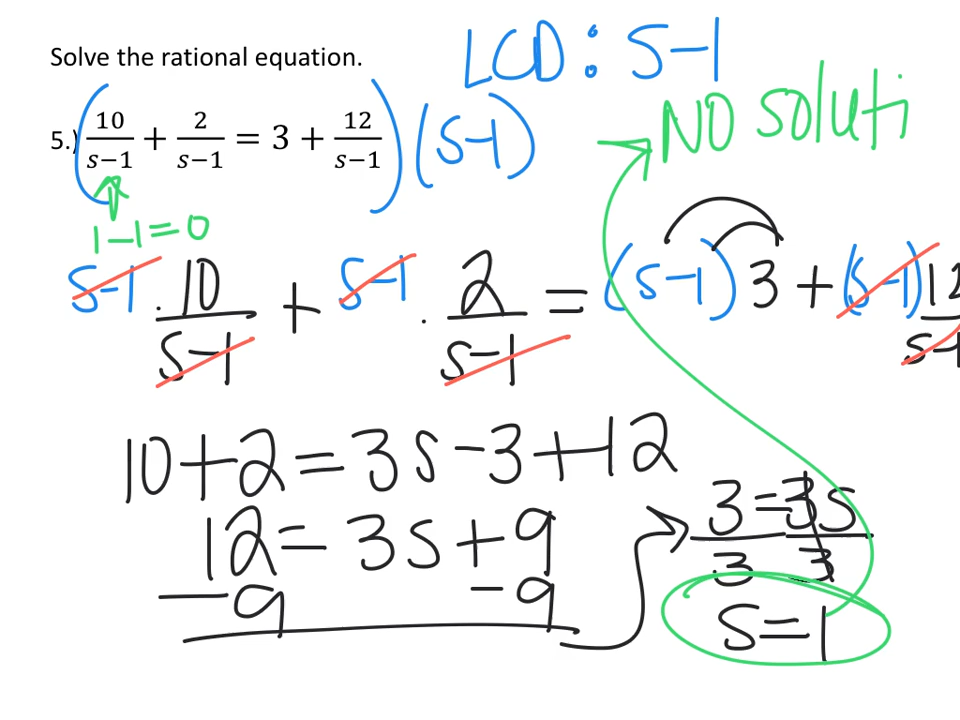 Solve the rational equation.
LCD: S-1
5.) (10/s−1 + 2/s−1 = 3 + 12/s−1) (S-1)
NO soluti
1-1=0
S-1 · 10/S-1 + S-1 · 2/S-1 = (S-1) 3 + (S-1) 12/S-1
10+2=3S-3+12
12=3S+9
-9 -9
3=3S
3 3
S=1